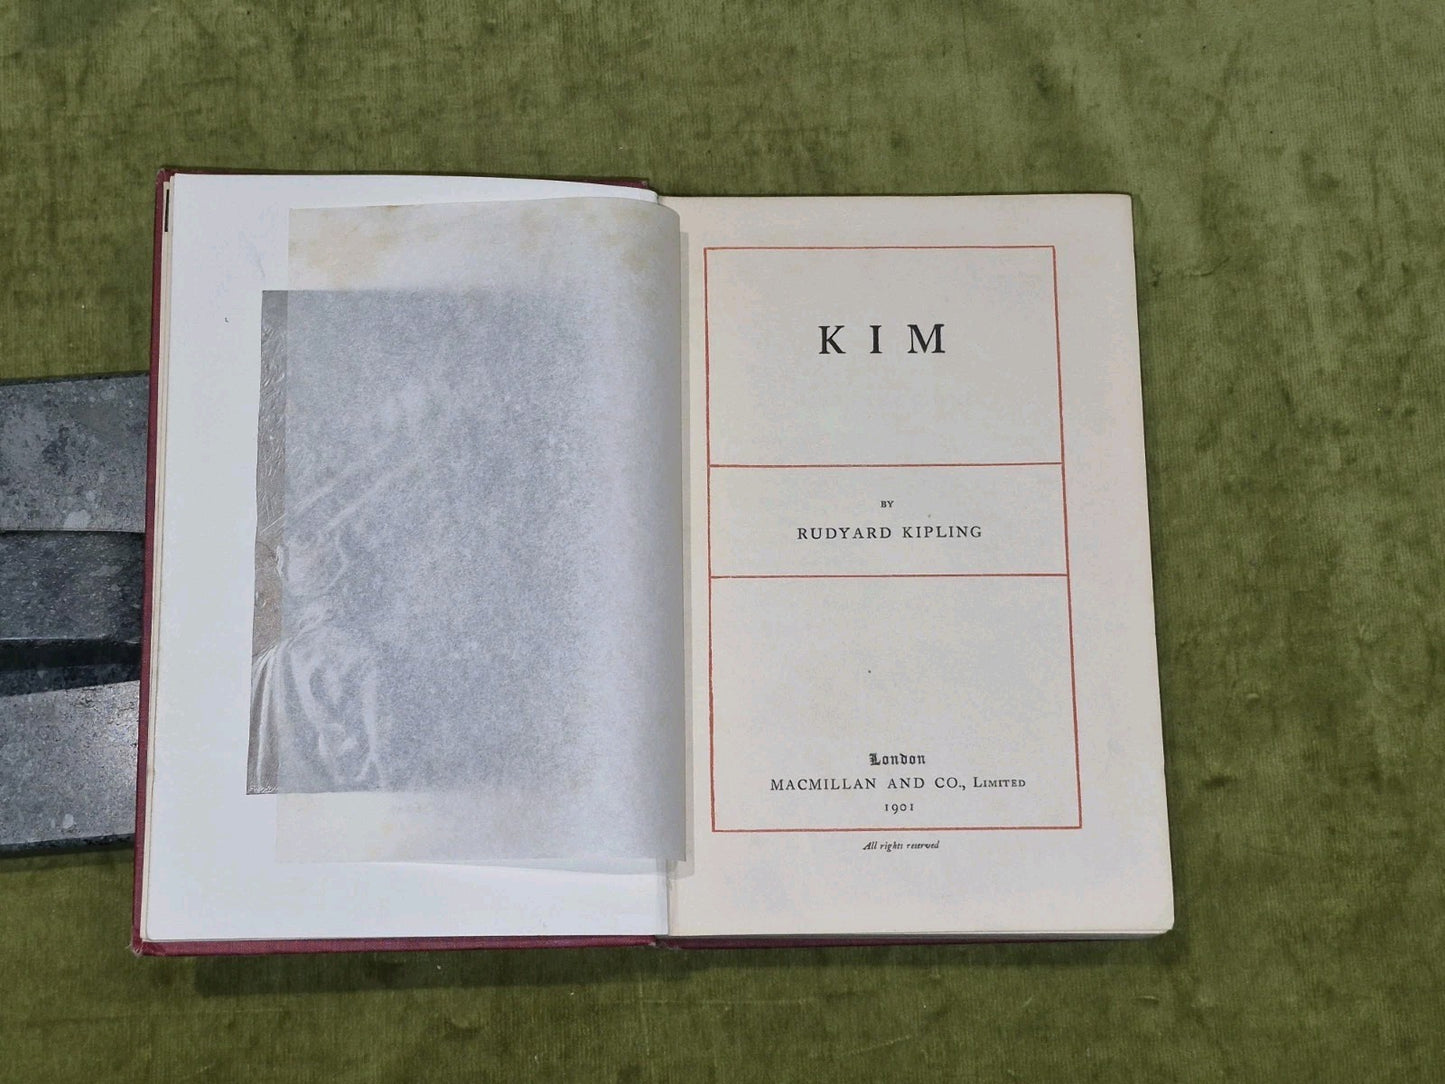 KIM
BY
RUDYARD KIPLING
London
MACMILLAN AND CO., LIMITED
1901
All rights reserved